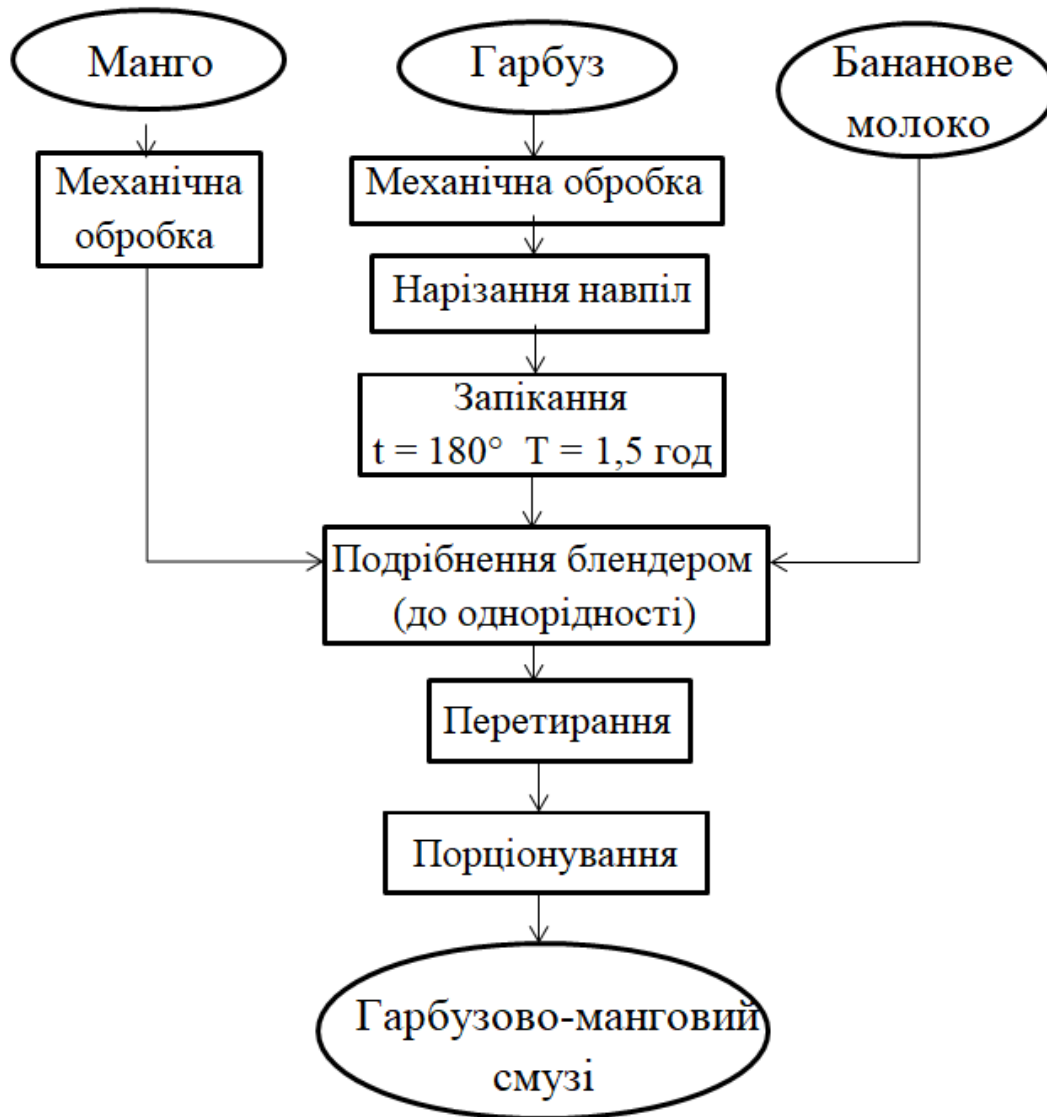 Манго
Гарбуз
Бананове
молоко
Механічна
обробка
Механічна обробка
Нарізання навпіл
Запікання
t = 180° T = 1,5 год
Подрібнення блендером
(до однорідності)
Перетирання
Порціонування
Гарбузово-манговий
смузі